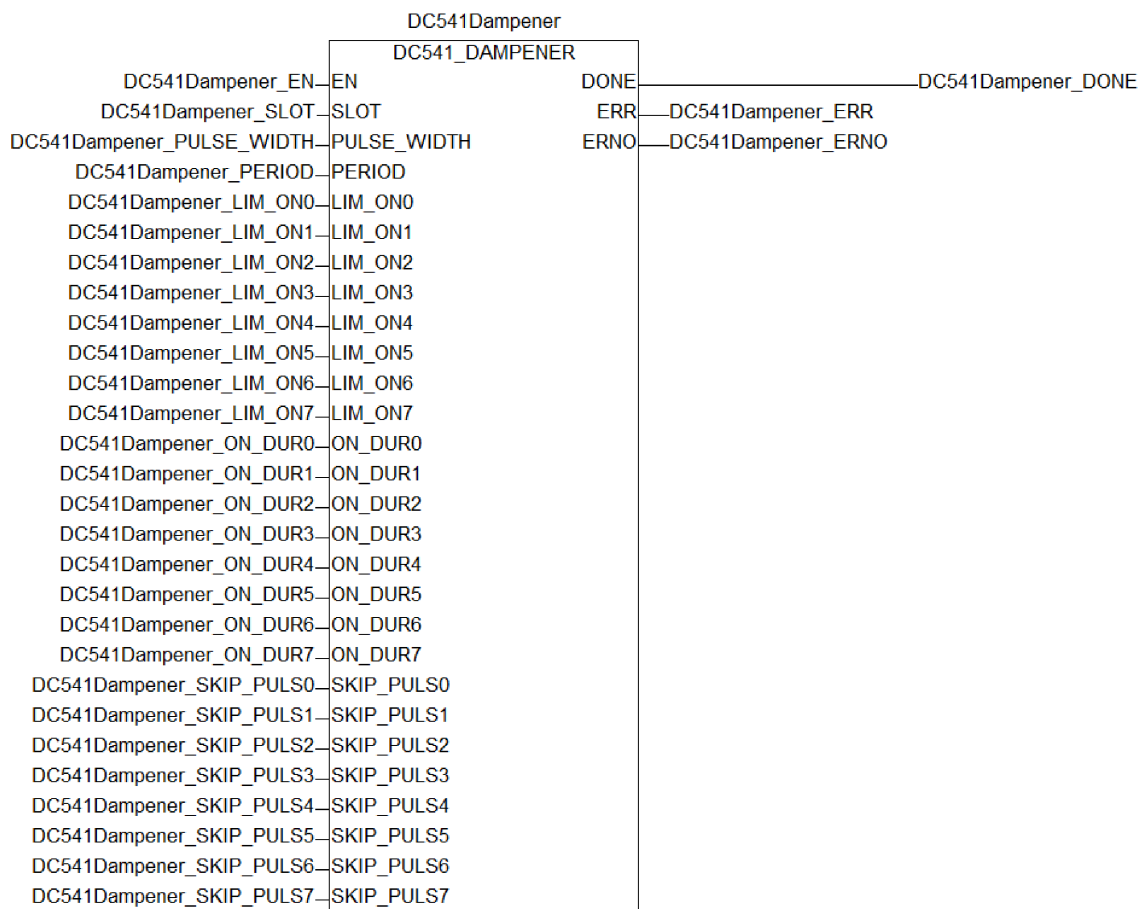 DC541Dampener
DC541_DAMPENER
DC541Dampener_EN EN DONE DC541Dampener_DONE
DC541Dampener_SLOT SLOT ERR DC541Dampener_ERR
DC541Dampener_PULSE_WIDTH PULSE_WIDTH ERNO DC541Dampener_ERNO
DC541Dampener_PERIOD PERIOD
DC541Dampener_LIM_ON0 LIM_ON0
DC541Dampener_LIM_ON1 LIM_ON1
DC541Dampener_LIM_ON2 LIM_ON2
DC541Dampener_LIM_ON3 LIM_ON3
DC541Dampener_LIM_ON4 LIM_ON4
DC541Dampener_LIM_ON5 LIM_ON5
DC541Dampener_LIM_ON6 LIM_ON6
DC541Dampener_LIM_ON7 LIM_ON7
DC541Dampener_ON_DUR0 ON_DUR0
DC541Dampener_ON_DUR1 ON_DUR1
DC541Dampener_ON_DUR2 ON_DUR2
DC541Dampener_ON_DUR3 ON_DUR3
DC541Dampener_ON_DUR4 ON_DUR4
DC541Dampener_ON_DUR5 ON_DUR5
DC541Dampener_ON_DUR6 ON_DUR6
DC541Dampener_ON_DUR7 ON_DUR7
DC541Dampener_SKIP_PULS0 SKIP_PULS0
DC541Dampener_SKIP_PULS1 SKIP_PULS1
DC541Dampener_SKIP_PULS2 SKIP_PULS2
DC541Dampener_SKIP_PULS3 SKIP_PULS3
DC541Dampener_SKIP_PULS4 SKIP_PULS4
DC541Dampener_SKIP_PULS5 SKIP_PULS5
DC541Dampener_SKIP_PULS6 SKIP_PULS6
DC541Dampener_SKIP_PULS7 SKIP_PULS7